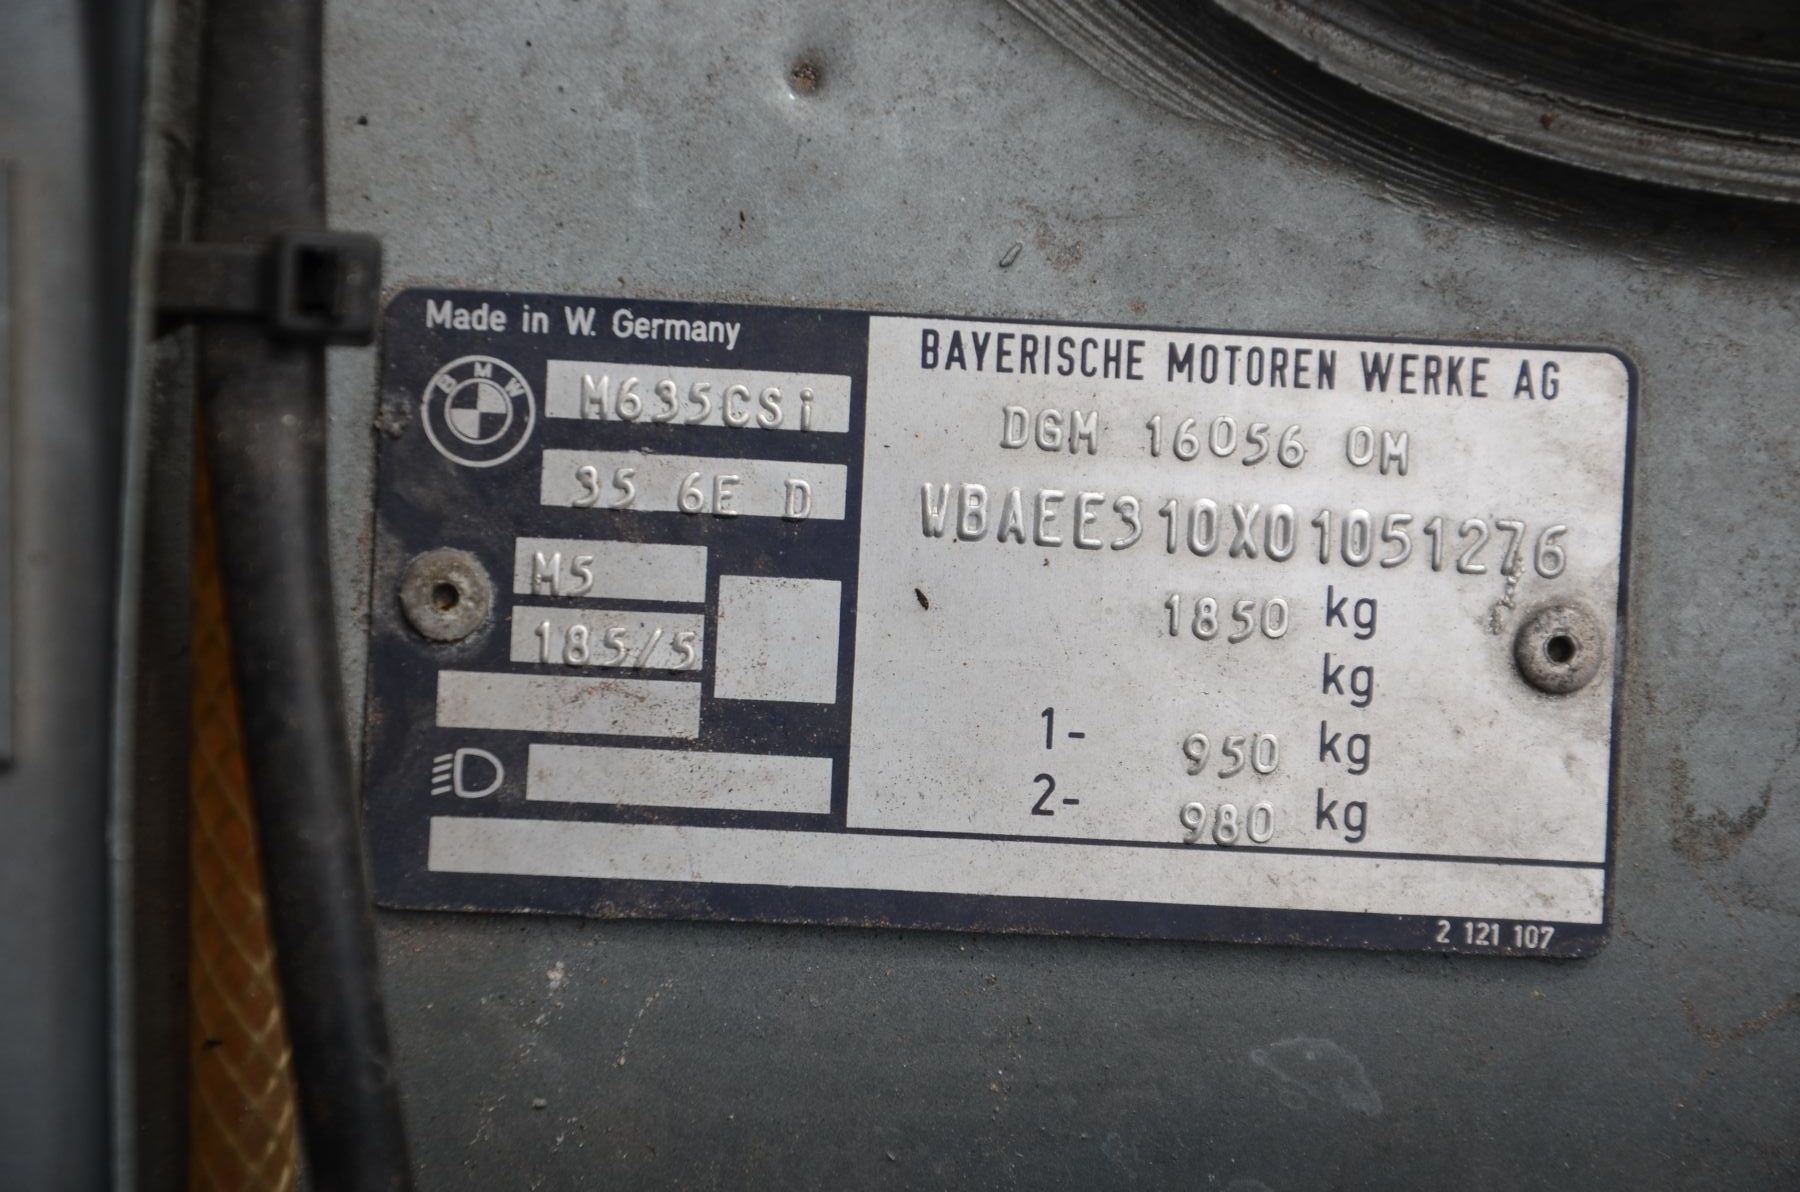 Made in W. Germany
BMW
M635CSi
35 6E D
M5
185/5
BAYERISCHE MOTOREN WERKE AG
DGM 16056 OM
WBAEE310X01051276
1850 kg
kg
1- 950 kg
2- 980 kg
2 121 107